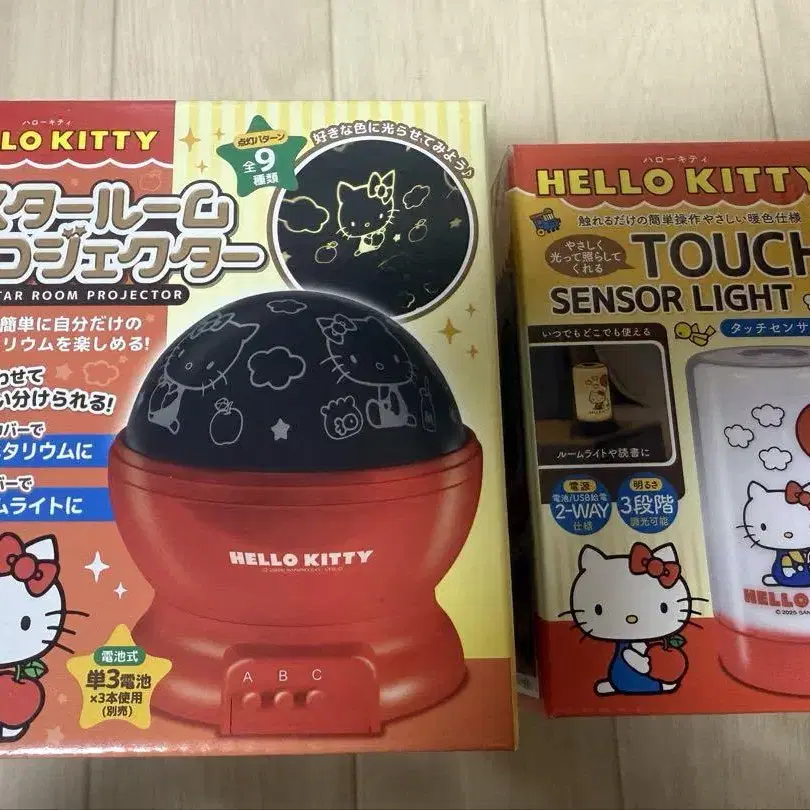 ハローキティ
LO KITTY
点灯パターン
全9
種類
好きな色に光らせてみよう♪
スタールーム
ロジェクター
TAR ROOM PROJECTOR
簡単に自分だけの
タリウムを楽しめる!
わせて
い分けられる!
バーで
タリウムに
バーで
ムライトに
HELLO KITTY
電池式
単3電池
×3本使用
(別売)
A B C
ハローキティ
HELLO KITTY
触れるだけの簡単操作やさしい暖色仕様
やさしく
光って照らして
くれる
TOUCH
SENSOR LIGHT
タッチセンサ
いつでもどこでも使える
ルームライトや読書に
電源
電池/USB給電
2-WAY
仕様
明るさ
3段階
調光可能
HELLO
©2025 SAN